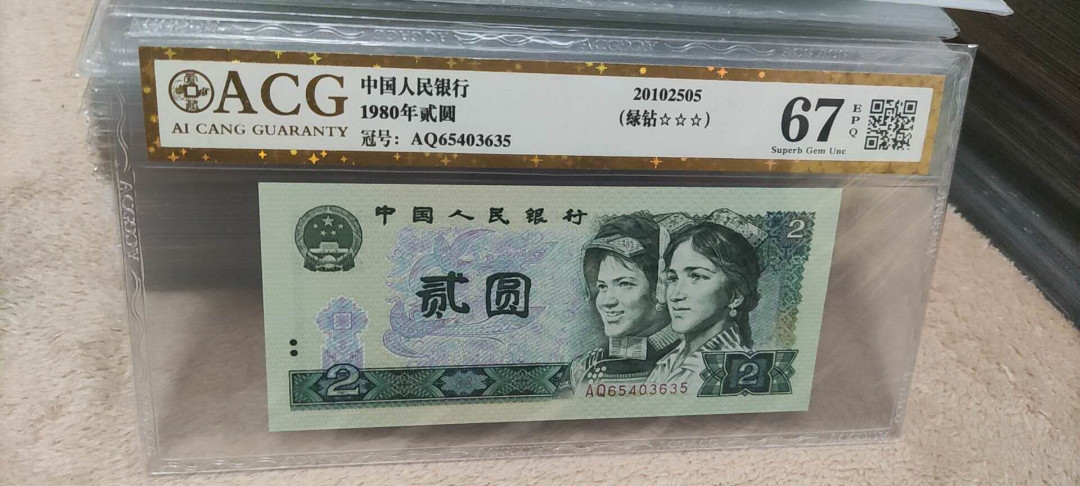 ACG
AI CANG GUARANTY
中国人民银行
1980年贰圆
冠号: AQ65403635
20102505
(绿钻☆☆☆)
67
EPQ
Superb Gem Unc
中国人民银行
2
贰圆
2
AQ65403635
2